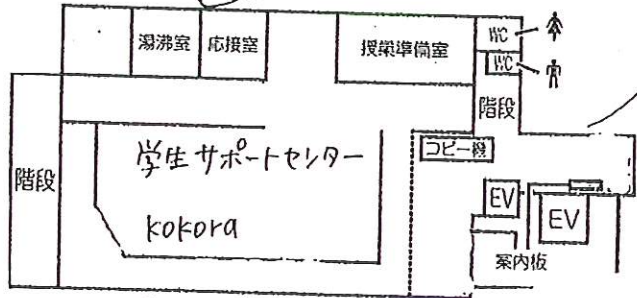 湯沸室
応接室
授業準備室
WC
WC
階段
階段
学生サポートセンター
kokora
コピー機
EV
EV
案内板